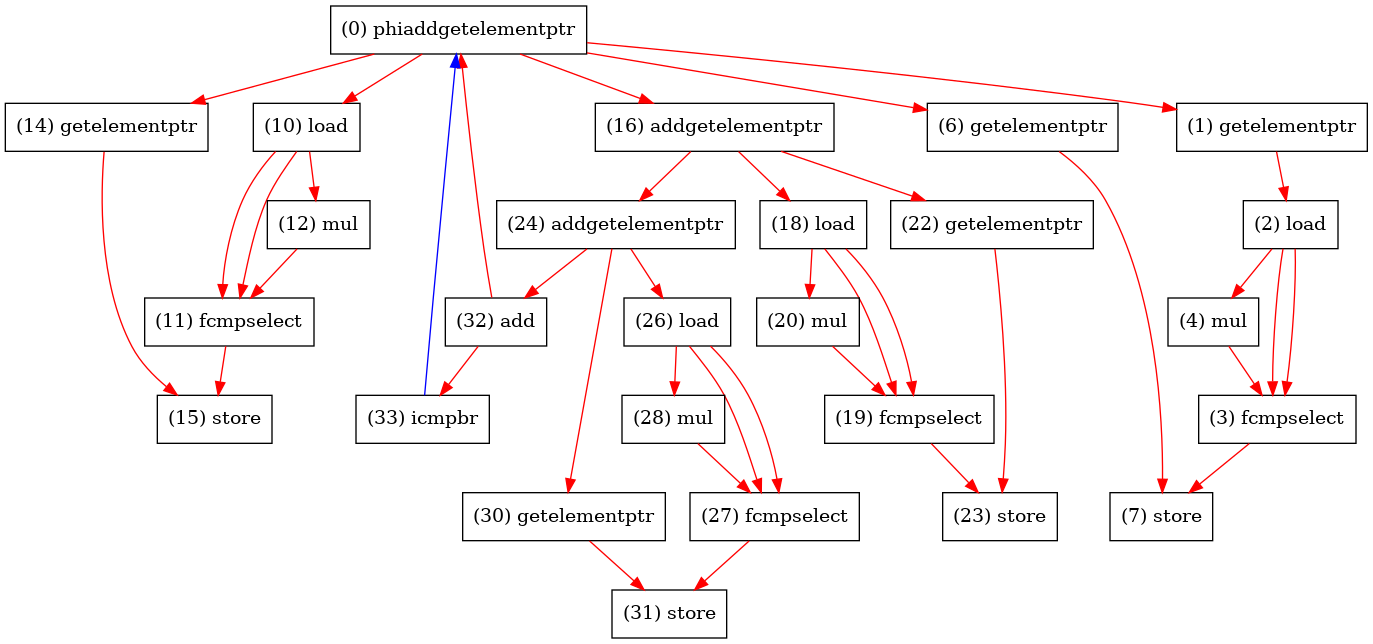 (0) phiaddgetelementptr
(14) getelementptr
(10) load
(16) addgetelementptr
(6) getelementptr
(1) getelementptr
(12) mul
(24) addgetelementptr
(18) load
(22) getelementptr
(2) load
(11) fcmpselect
(32) add
(26) load
(20) mul
(4) mul
(15) store
(33) icmpbr
(28) mul
(19) fcmpselect
(3) fcmpselect
(30) getelementptr
(27) fcmpselect
(23) store
(7) store
(31) store